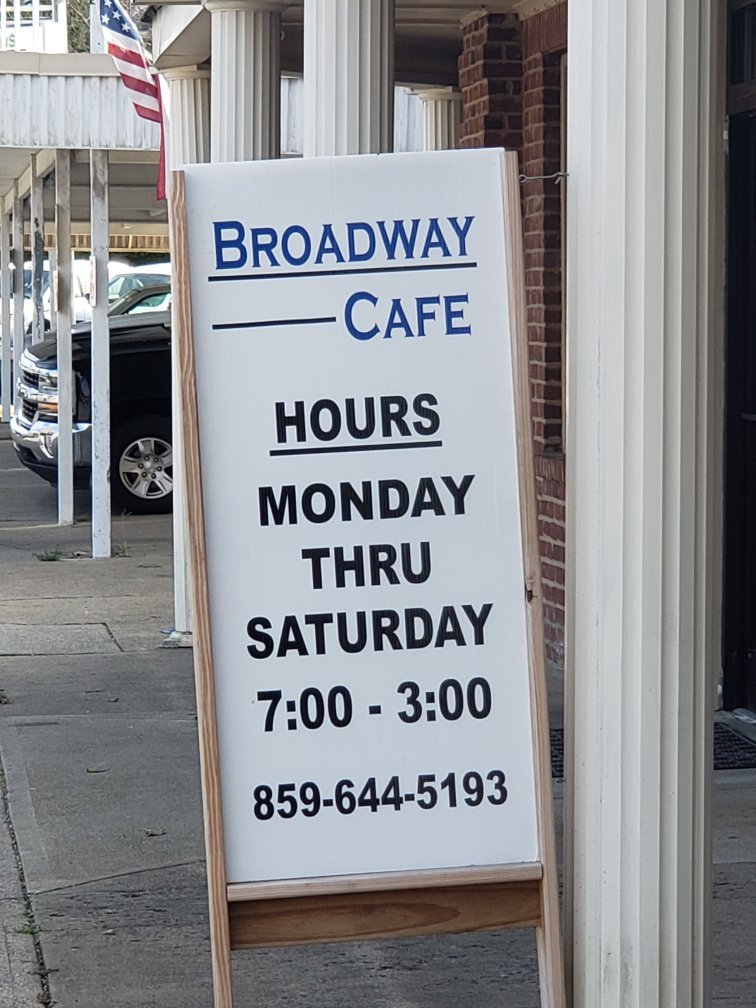 BROADWAY
CAFE
HOURS
MONDAY
THRU
SATURDAY
7:00 - 3:00
859-644-5193